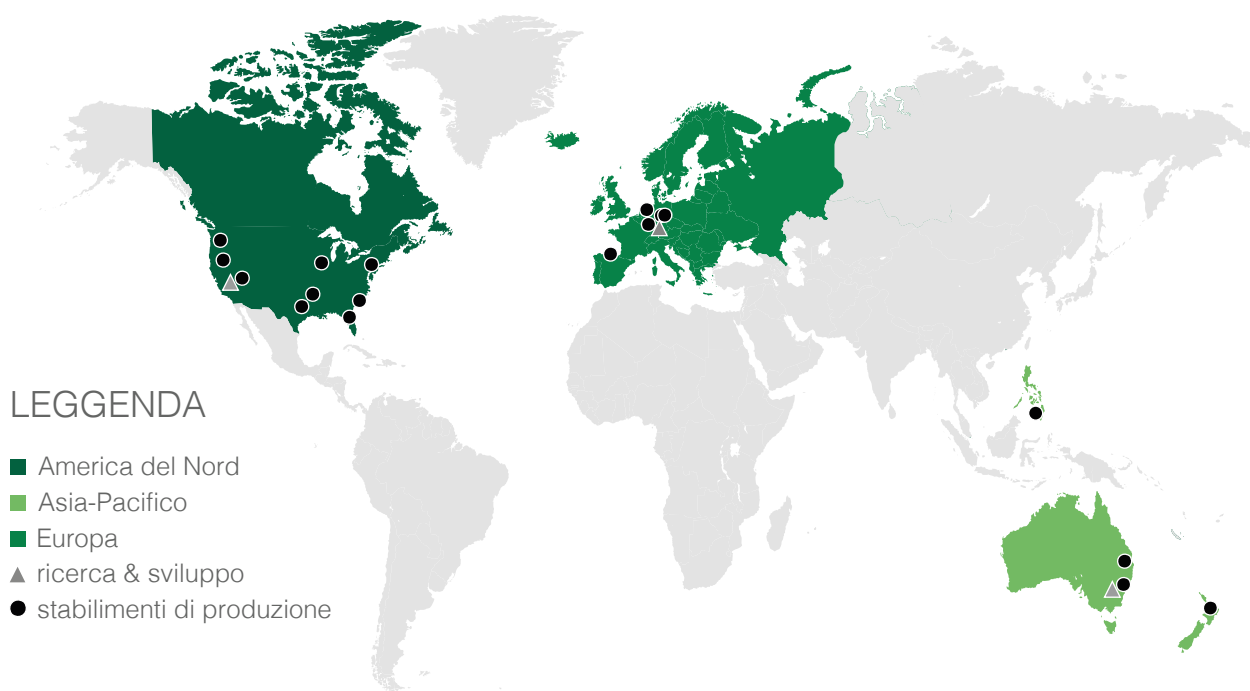 LEGGENDA
America del Nord
Asia-Pacifico
Europa
ricerca & sviluppo
stabilimenti di produzione